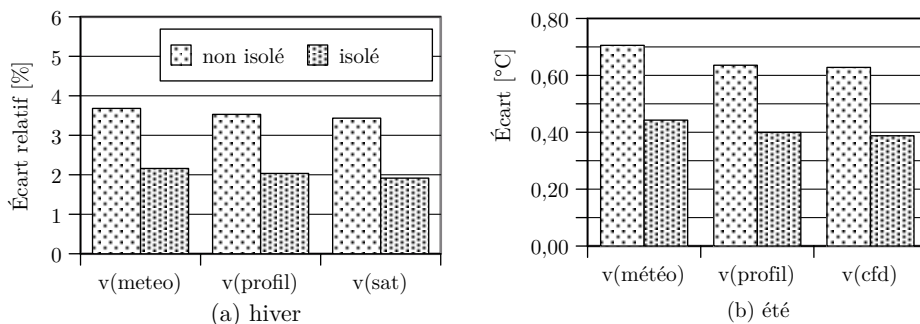 6
5
4
3
2
1
0
Écart relatif [%]
non isolé
isolé
v(meteo)
v(profil)
v(sat)
(a) hiver
0,80
0,60
0,40
0,20
0,00
Écart [°C]
v(météo)
v(profil)
v(cfd)
(b) été